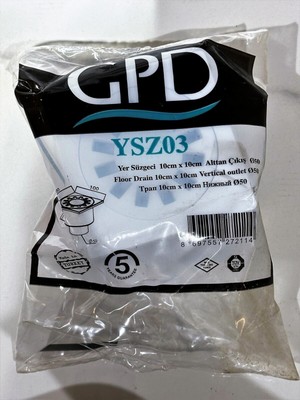 GPD
YSZ03
Yer Süzgeci 10cm x 10cm Alttan Çıkış Ø50
Floor Drain 10cm x 10cm Vertical outlet Ø50
Трап 10cm x 10cm Нижный Ø50
100
5
8 697557 272114